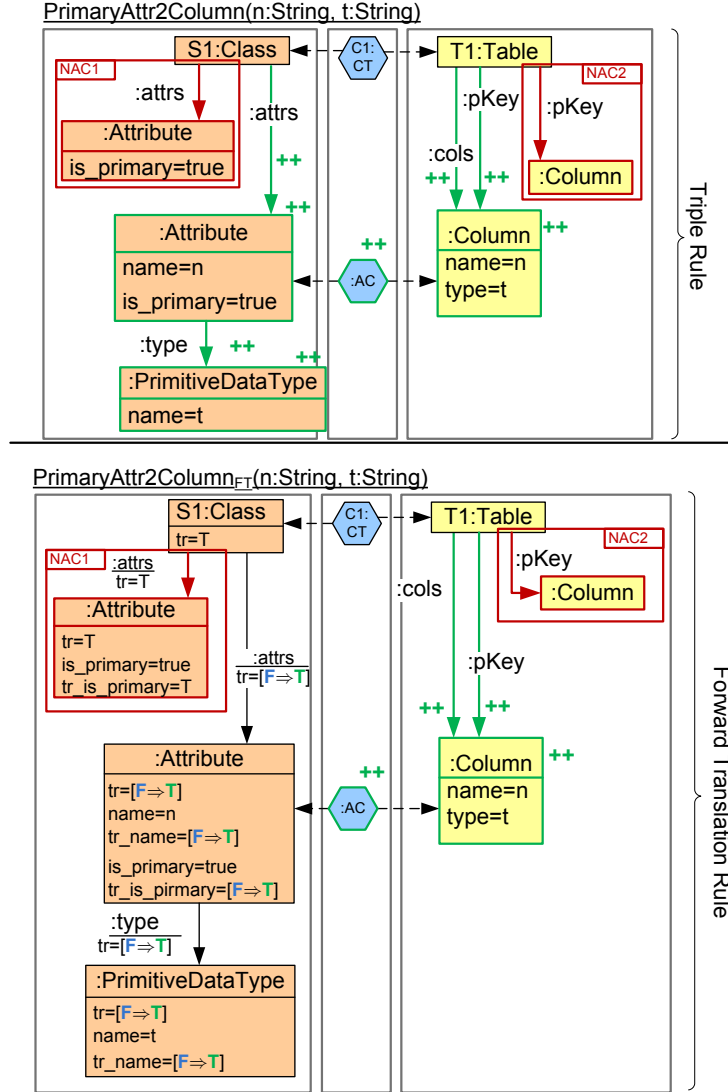 PrimaryAttr2Column(n:String, t:String)
S1:Class
C1:
CT
T1:Table
NAC1
:attrs
:attrs
:Attribute
is_primary=true
++
++
:pKey
NAC2
:pKey
:Column
:cols
++
++
:Attribute
name=n
is_primary=true
++
:AC
:Column
++
name=n
type=t
:type
++
++
:PrimitiveDataType
name=t
Triple Rule
PrimaryAttr2ColumnFT(n:String, t:String)
S1:Class
tr=T
C1:
CT
T1:Table
NAC1
:attrs
tr=T
:Attribute
tr=T
is_primary=true
tr_is_primary=T
:attrs
tr=[F⇒T]
NAC2
:pKey
:Column
:cols
:pKey
++
++
:Attribute
tr=[F⇒T]
name=n
tr_name=[F⇒T]
is_primary=true
tr_is_pirmary=[F⇒T]
++
:AC
:Column
++
name=n
type=t
:type
tr=[F⇒T]
:PrimitiveDataType
tr=[F⇒T]
name=t
tr_name=[F⇒T]
Forward Translation Rule